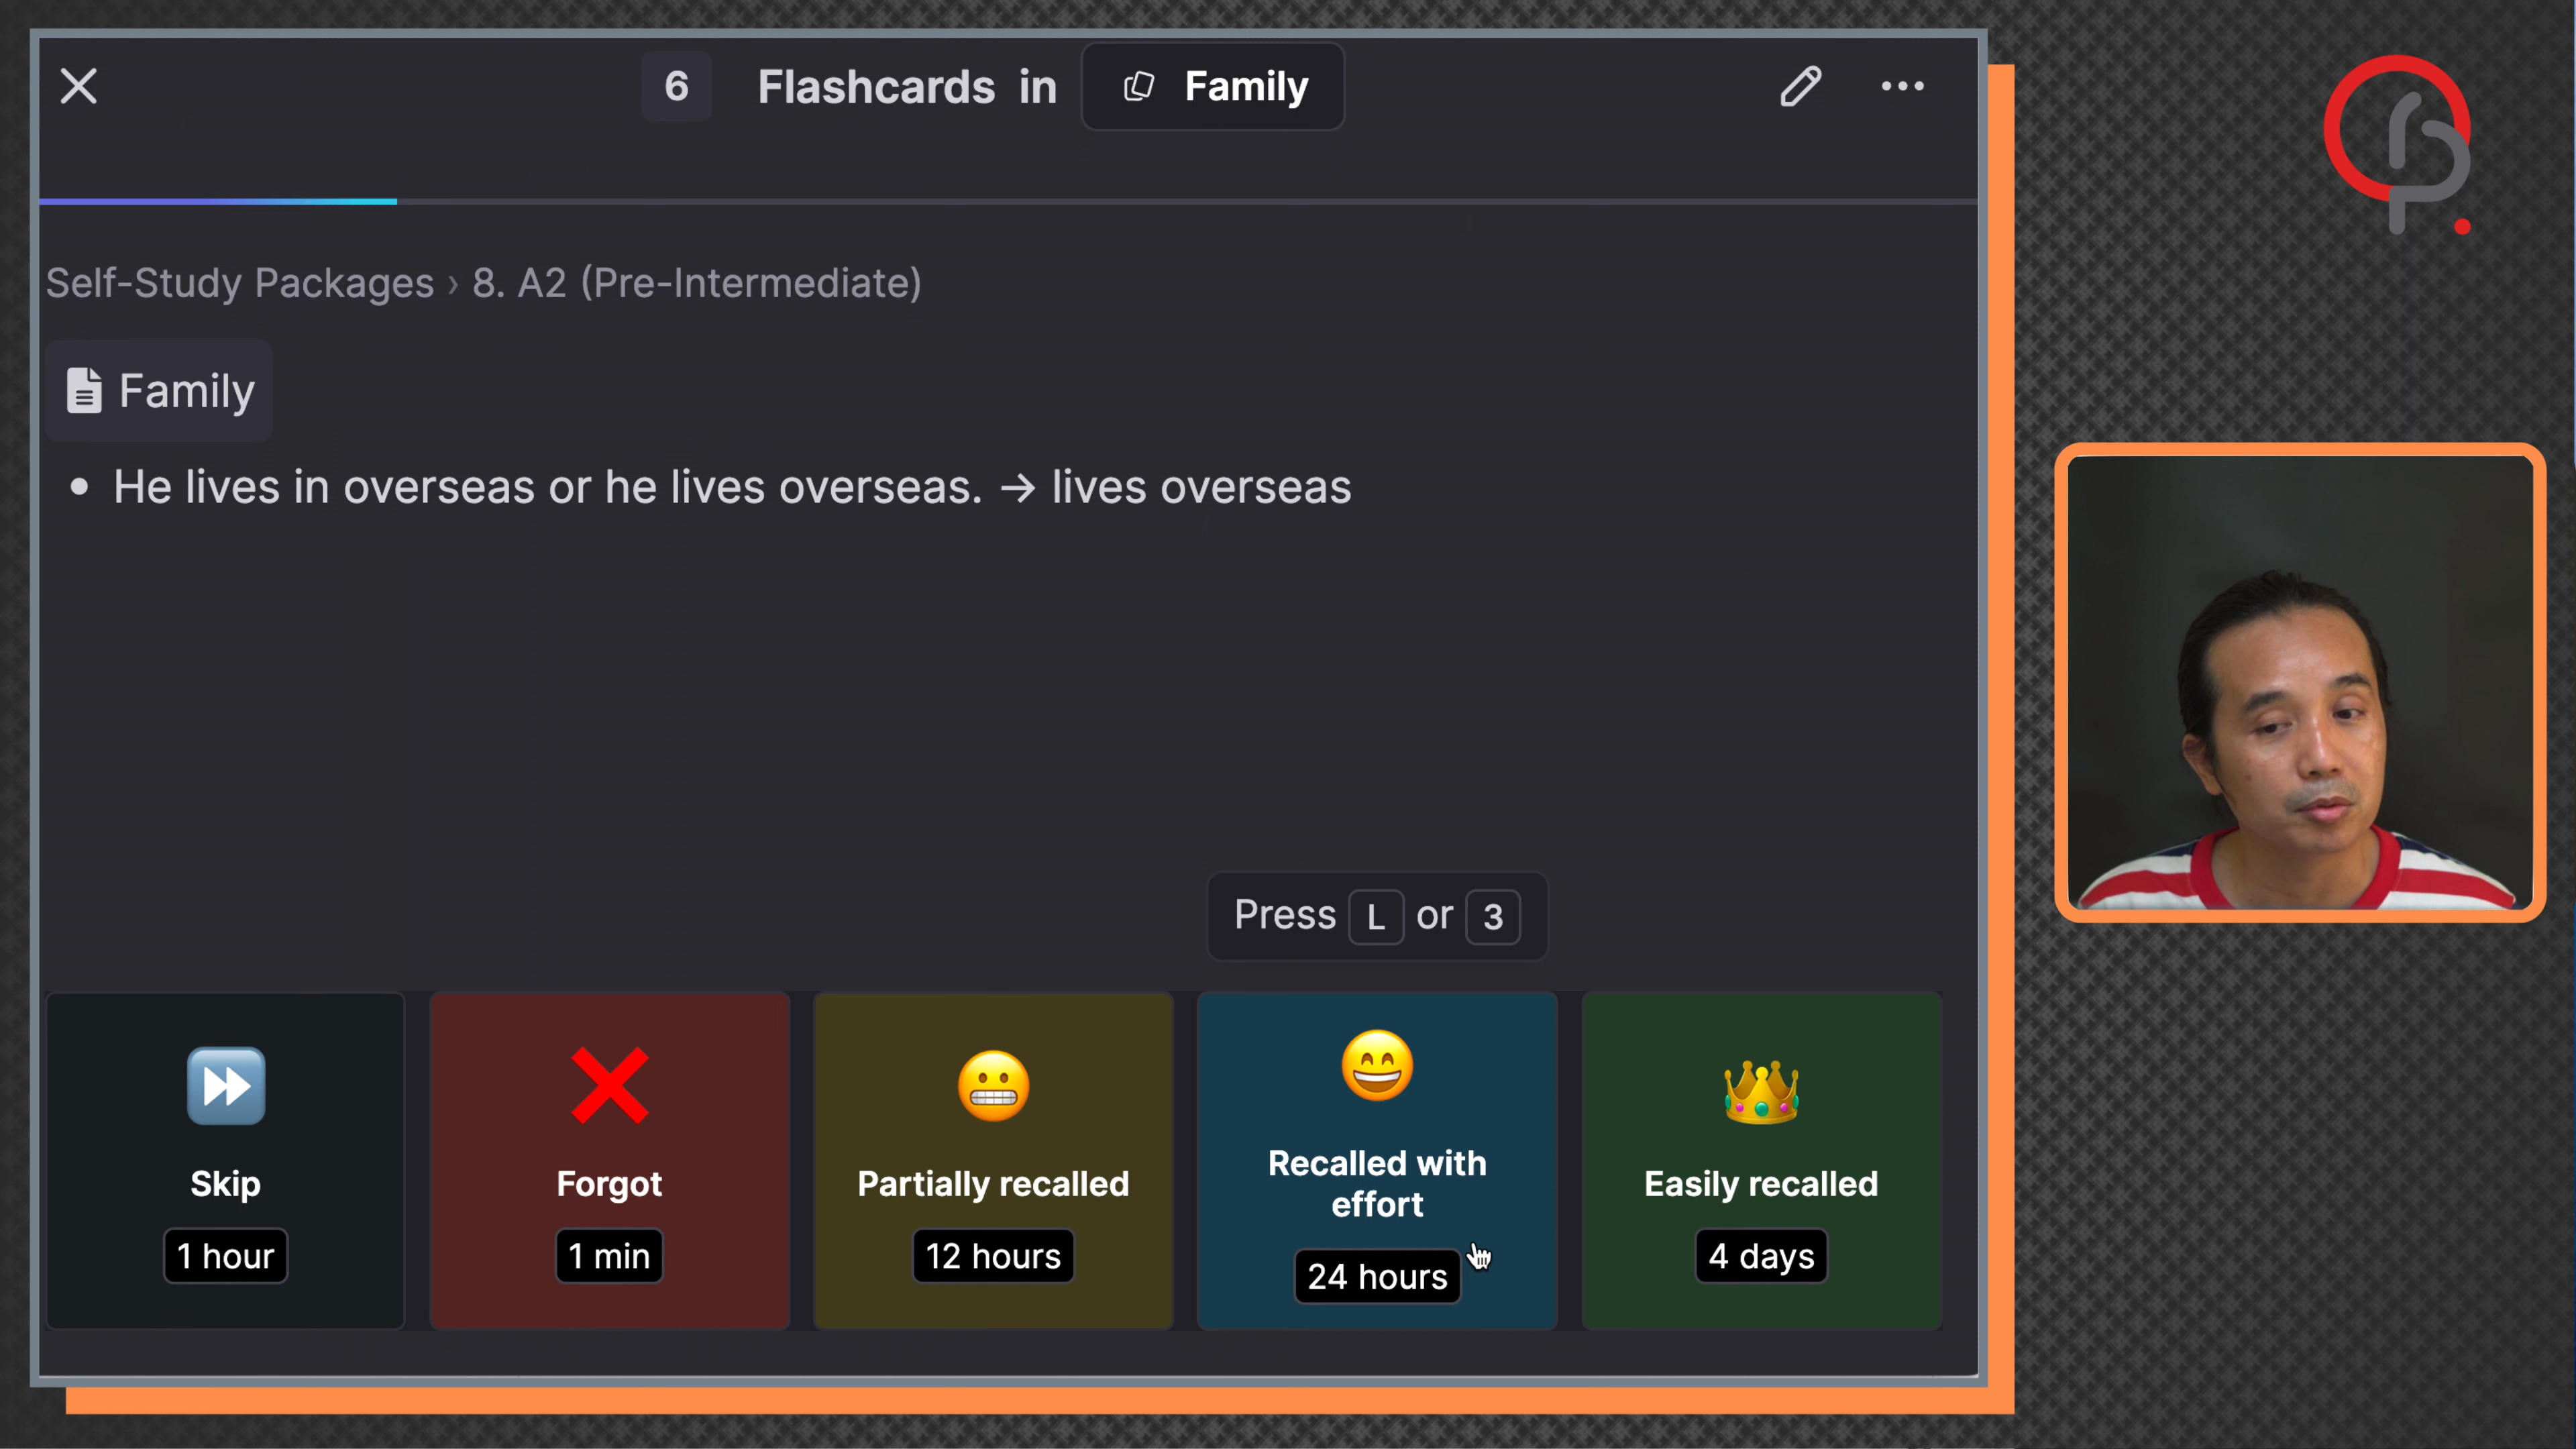 6 Flashcards in Family
Self-Study Packages › 8. A2 (Pre-Intermediate)
Family
• He lives in overseas or he lives overseas. → lives overseas
Press L or 3
Skip
1 hour
Forgot
1 min
Partially recalled
12 hours
Recalled with
effort
24 hours
Easily recalled
4 days